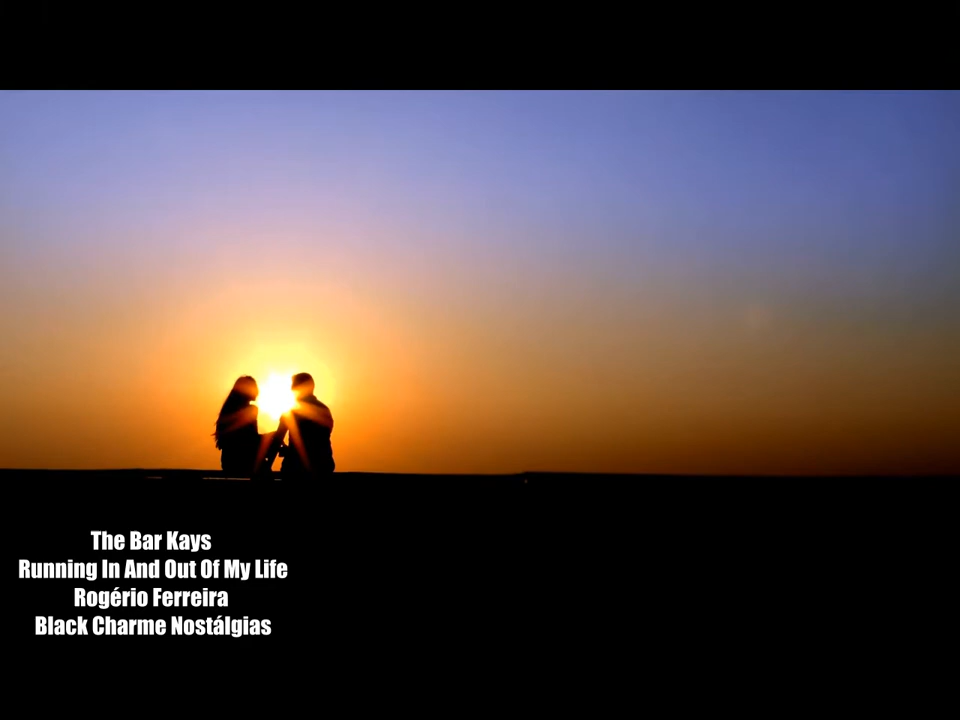 The Bar Kays
Running In And Out Of My Life
Rogério Ferreira
Black Charme Nostálgias